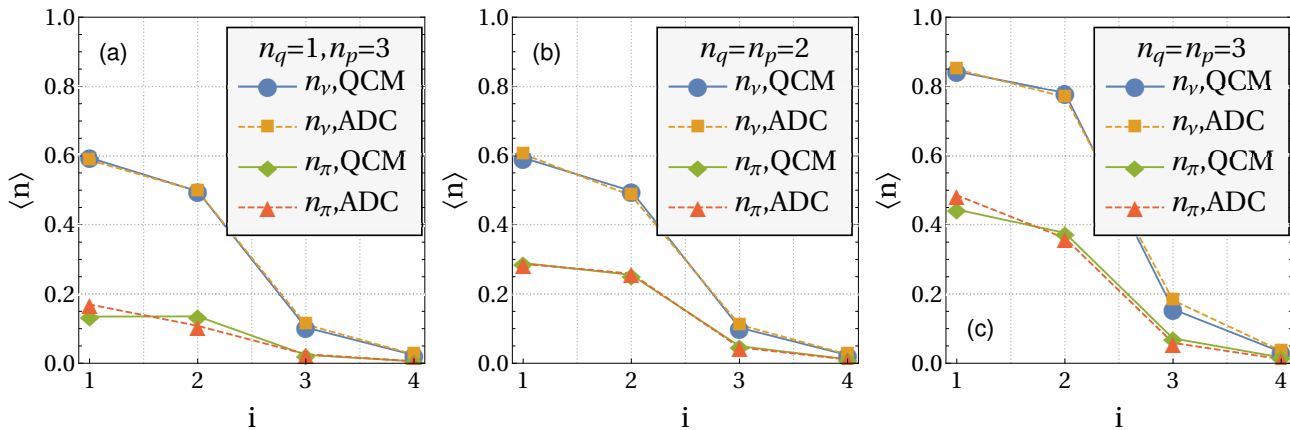 (a)
n_q=1,n_p=3
n_ν,QCM
n_ν,ADC
n_π,QCM
n_π,ADC
⟨n⟩
1.0
0.8
0.6
0.4
0.2
0.0
1 2 3 4
i
(b)
n_q=n_p=2
n_ν,QCM
n_ν,ADC
n_π,QCM
n_π,ADC
⟨n⟩
1.0
0.8
0.6
0.4
0.2
0.0
1 2 3 4
i
n_q=n_p=3
n_ν,QCM
n_ν,ADC
n_π,QCM
n_π,ADC
(c)
⟨n⟩
1.0
0.8
0.6
0.4
0.2
0.0
1 2 3 4
i